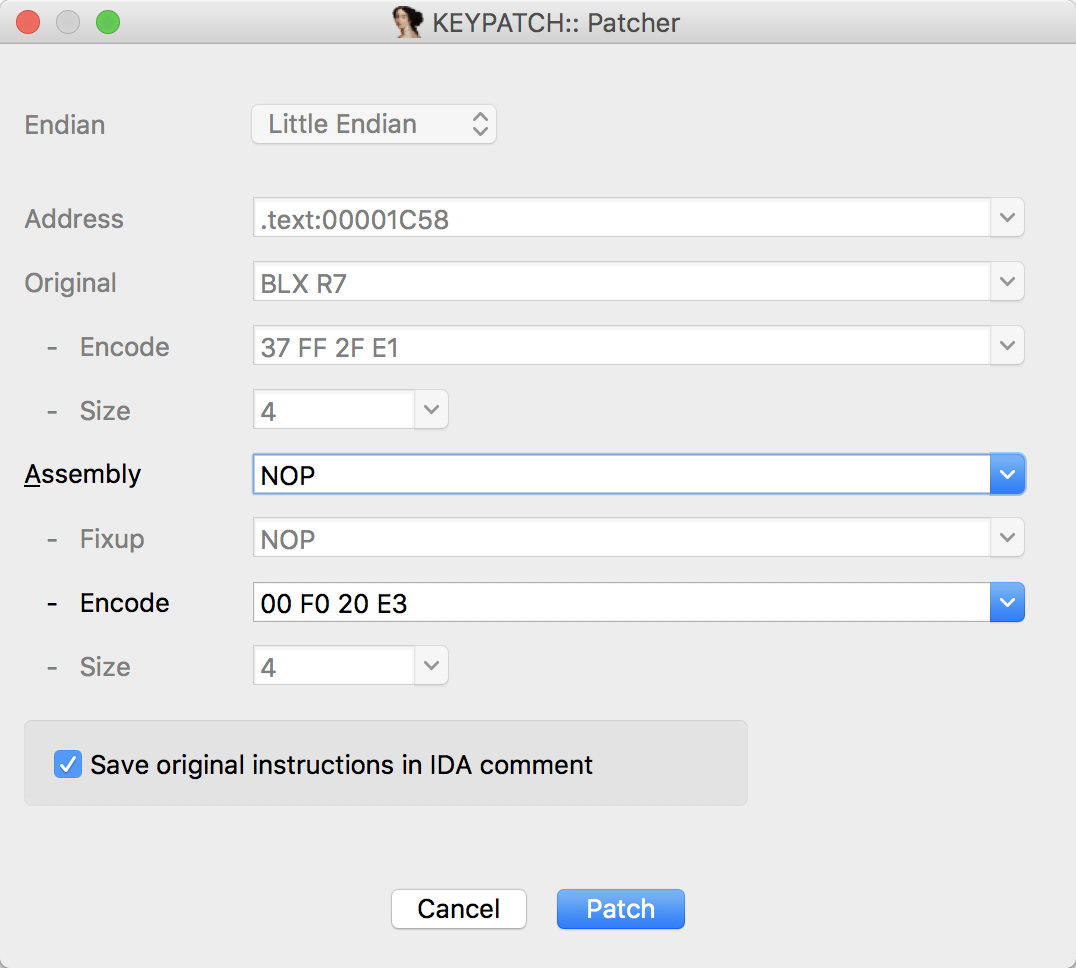 KEYPATCH:: Patcher
Endian Little Endian
Address .text:00001C58
Original BLX R7
- Encode 37 FF 2F E1
- Size 4
Assembly NOP
- Fixup NOP
- Encode 00 F0 20 E3
- Size 4
Save original instructions in IDA comment
Cancel Patch